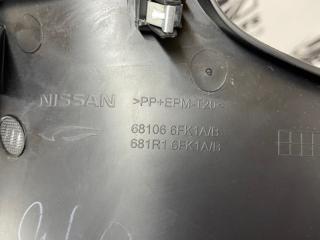 NISSAN >PP+EPM-T20<
68106 6FK1A/B
681R1 6FK1A/B